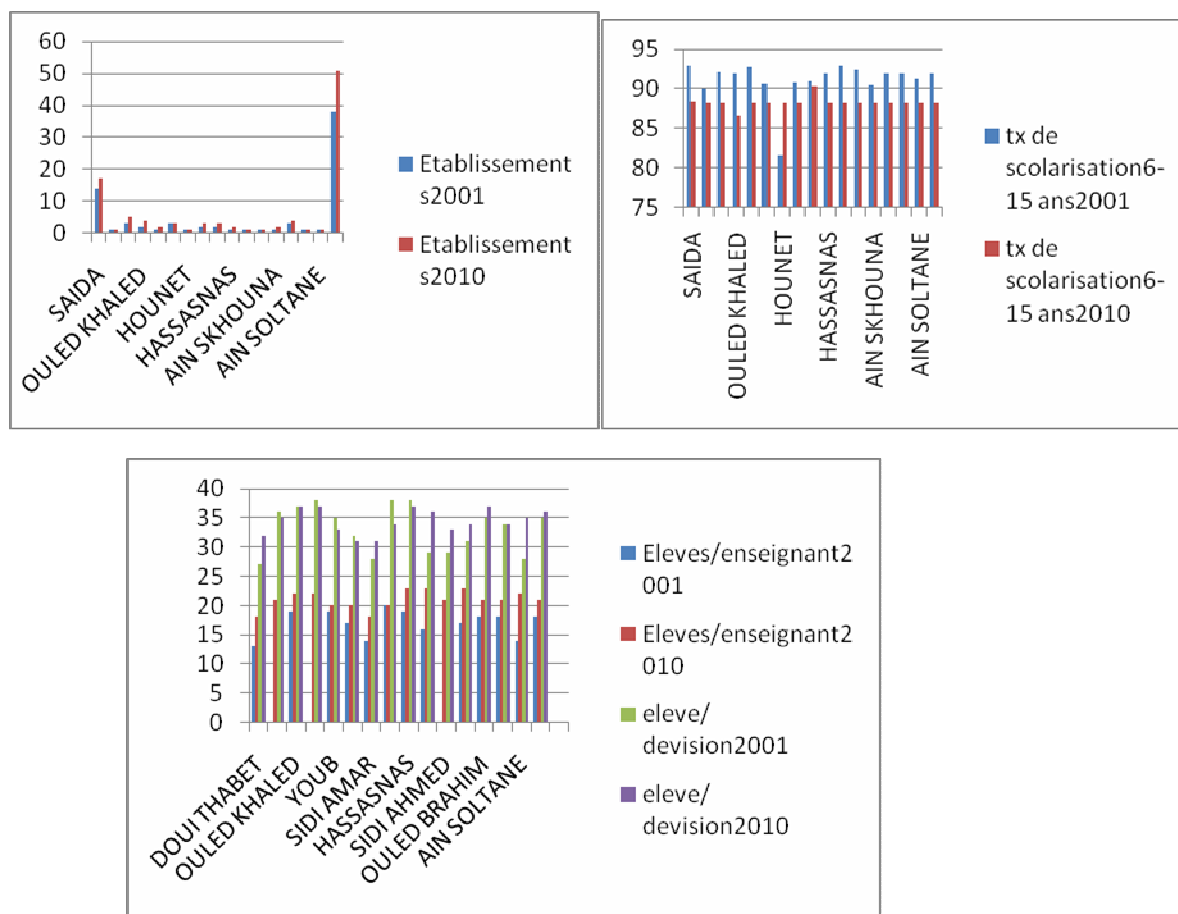 60
50
40
30
20
10
0
SAIDA
OULED KHALED
HOUNET
HASSASNAS
AIN SKHOUNA
AIN SOLTANE
Etablissement
s2001
Etablissement
s2010
95
90
85
80
75
SAIDA
OULED KHALED
HOUNET
HASSASNAS
AIN SKHOUNA
AIN SOLTANE
tx de
scolarisation6-
15 ans2001
tx de
scolarisation6-
15 ans2010
40
35
30
25
20
15
10
5
0
DOUI THABET
OULED KHALED
YOUB
SIDI AMAR
HASSASNAS
SIDI AHMED
OULED BRAHIM
AIN SOLTANE
Eleves/enseignant2
001
Eleves/enseignant2
010
eleve/
devision2001
eleve/
devision2010